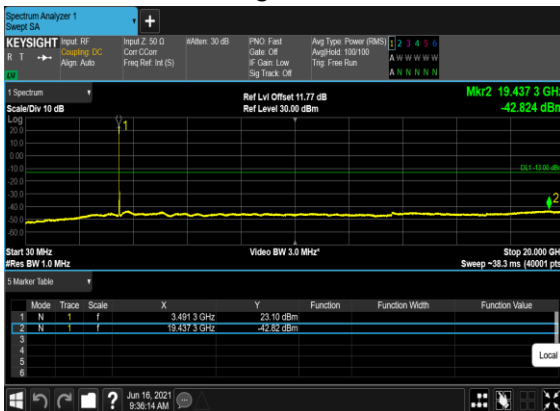 Spectrum Analyzer 1
Swept SA
+
KEYSIGHT Input: RF Input Z: 50 Ω #Atten: 30 dB PNO: Fast Avg Type: Power (RMS) 1 2 3 4 5 6
R T Coupling: DC Corr CCorr Gate: Off Avg|Hold: 100/100 A W W W W W
Align: Auto Freq Ref: Int (S) IF Gain: Low Trig: Free Run
Sig Track: Off A N N N N N
1 Spectrum Ref Lvl Offset 11.77 dB Mkr2 19.437 3 GHz
Scale/Div 10 dB Ref Level 30.00 dBm -42.824 dBm
Log
1
20.0
10.0
0.00
-10.0 DL1 -13.00 dBm
-20.0
-30.0
2
-40.0
-50.0
-60.0
Start 30 MHz Video BW 3.0 MHz* Stop 20.000 GH
#Res BW 1.0 MHz Sweep ~38.3 ms (40001 pts
5 Marker Table
Mode Trace Scale X Y Function Function Width Function Value
1 N 1 f 3.491 3 GHz 23.10 dBm
2 N 1 f 19.437 3 GHz -42.82 dBm
3
4
5
6
Local
? Jun 16, 2021
9:36:14 AM